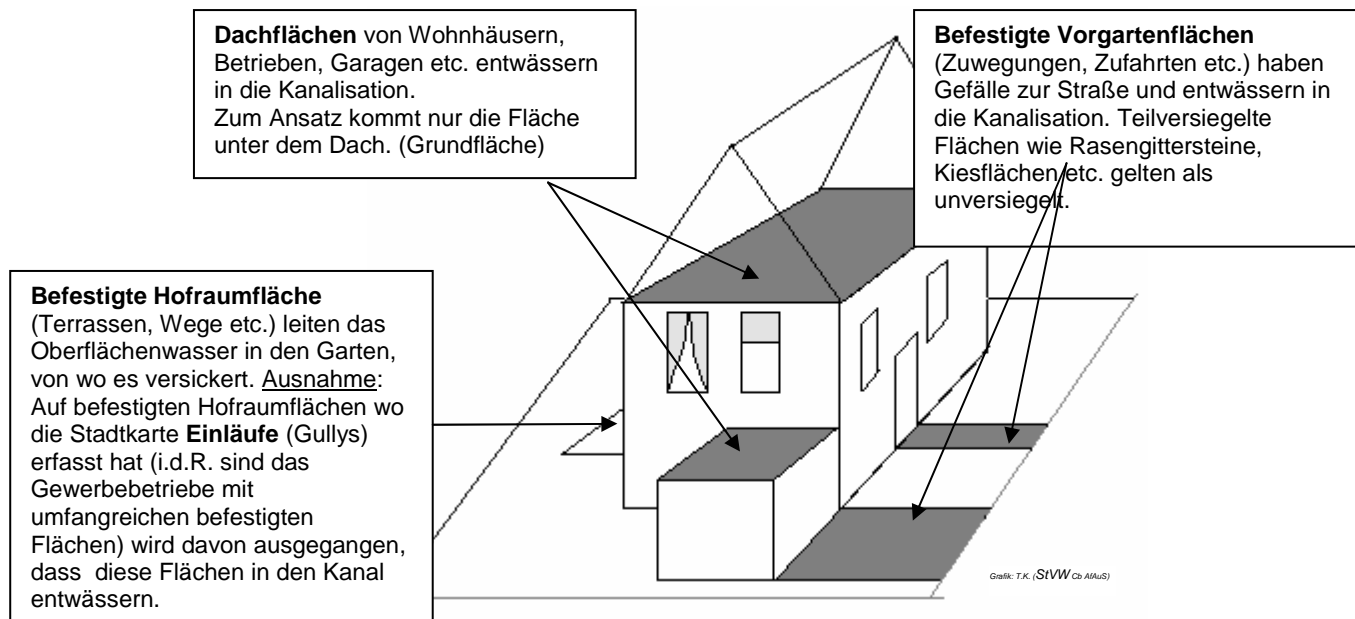 Dachflächen von Wohnhäusern,
Betrieben, Garagen etc. entwässern
in die Kanalisation.
Zum Ansatz kommt nur die Fläche
unter dem Dach. (Grundfläche)
Befestigte Vorgartenflächen
(Zuwegungen, Zufahrten etc.) haben
Gefälle zur Straße und entwässern in
die Kanalisation. Teilversiegelte
Flächen wie Rasengittersteine,
Kiesflächen etc. gelten als
unversiegelt.
Befestigte Hofraumfläche
(Terrassen, Wege etc.) leiten das
Oberflächenwasser in den Garten,
von wo es versickert. Ausnahme:
Auf befestigten Hofraumflächen wo
die Stadtkarte Einläufe (Gullys)
erfasst hat (i.d.R. sind das
Gewerbebetriebe mit
umfangreichen befestigten
Flächen) wird davon ausgegangen,
dass diese Flächen in den Kanal
entwässern.
Grafik: T.K. (StVW Cb AfAuS)